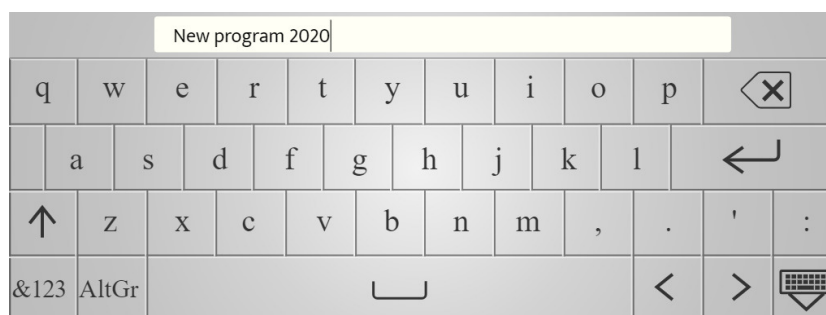 New program 2020
q w e r t y u i o p
a s d f g h j k l
z x c v b n m , . ' :
&123 AltGr < >